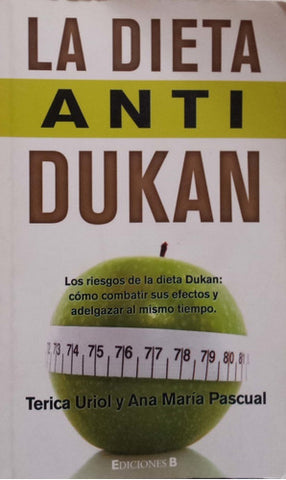 LA DIETA
ANTI
DUKAN
Los riesgos de la dieta Dukan:
cómo combatir sus efectos y
adelgazar al mismo tiempo.
73 74 75 76 77 78 79 80 81
Terica Uriol y Ana María Pascual
EDICIONES B